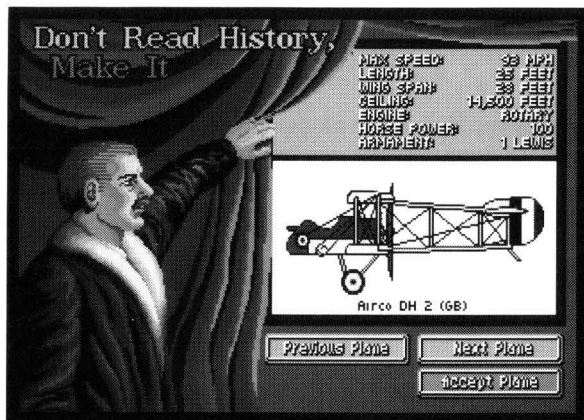 Don't Read History,
Make It
MAX SPEED: 93 MPH
LENGTH: 25 FEET
WING SPAN: 28 FEET
CEILING: 14,500 FEET
ENGINE: ROTARY
HORSE POWER: 100
ARMAMENT: 1 LEWIS
Airco DH 2 (GB)
Previous Plane
Next Plane
Accept Plane